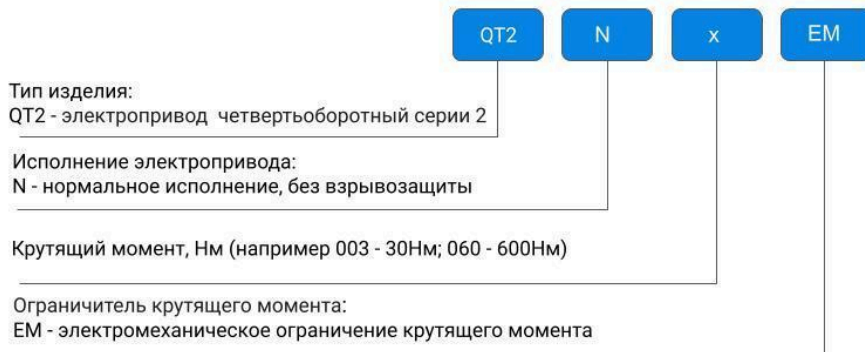 QT2 N x EM
Тип изделия:
QT2 - электропривод четвертьоборотный серии 2
Исполнение электропривода:
N - нормальное исполнение, без взрывозащиты
Крутящий момент, Нм (например 003 - 30Нм; 060 - 600Нм)
Ограничитель крутящего момента:
EM - электромеханическое ограничение крутящего момента